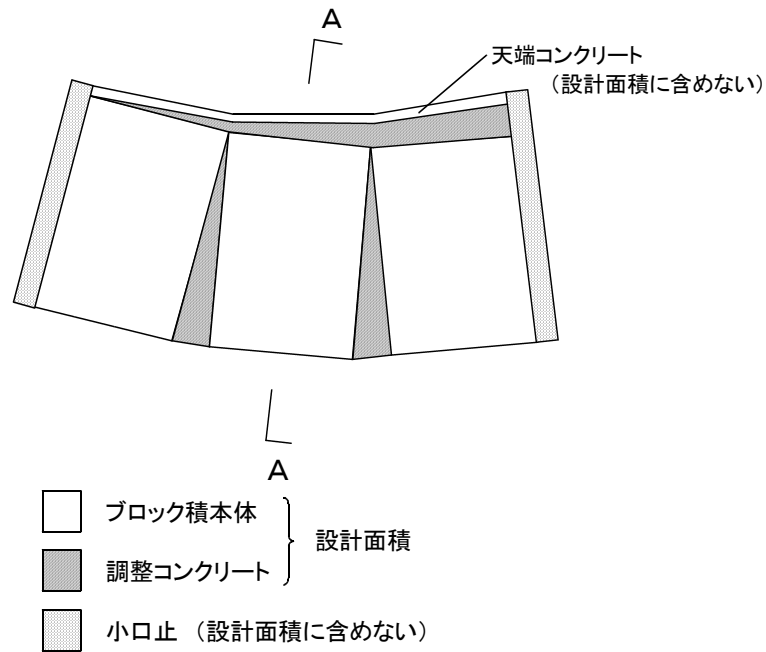 A
天端コンクリート
（設計面積に含めない）
A
ブロック積本体
設計面積
調整コンクリート
小口止 （設計面積に含めない）